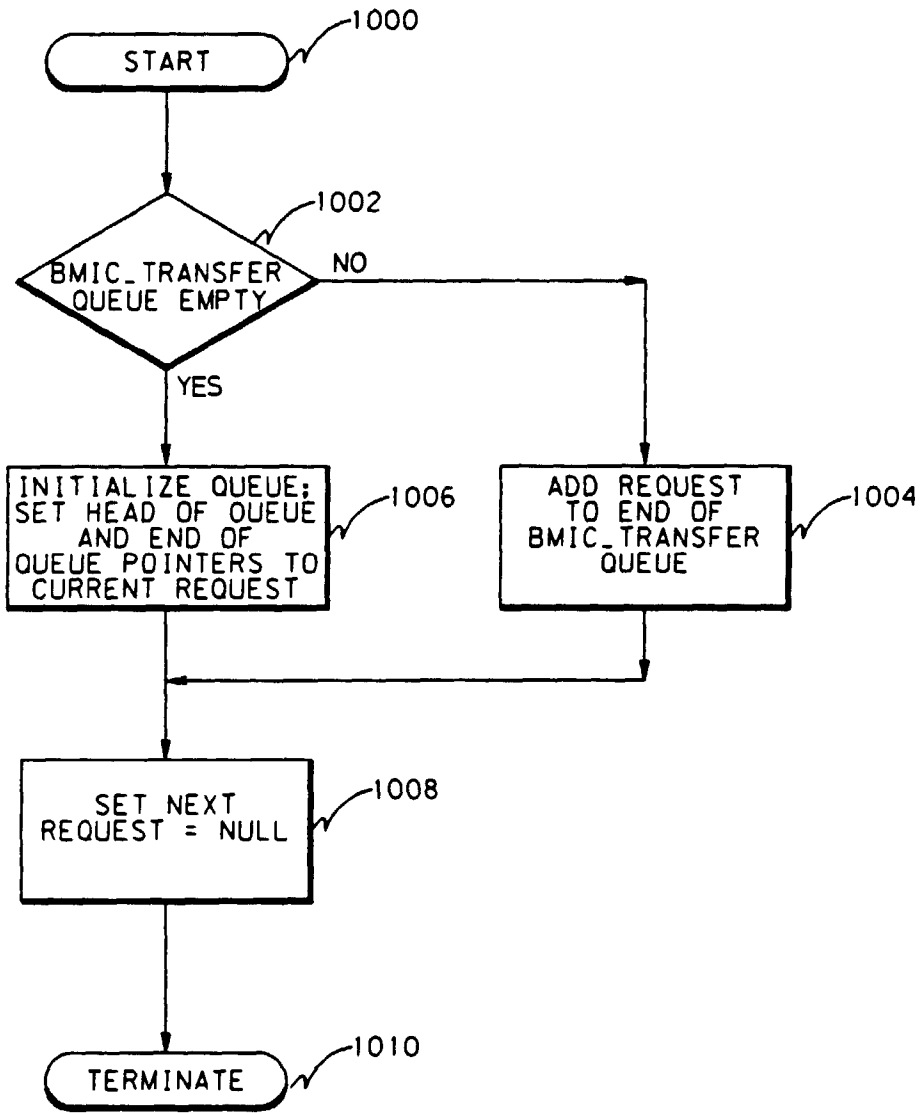 1000
START
1002
BMIC_TRANSFER
QUEUE EMPTY
NO
YES
INITIALIZE QUEUE;
SET HEAD OF QUEUE
AND END OF
QUEUE POINTERS TO
CURRENT REQUEST
1006
ADD REQUEST
TO END OF
BMIC_TRANSFER
QUEUE
1004
SET NEXT
REQUEST = NULL
1008
TERMINATE
1010